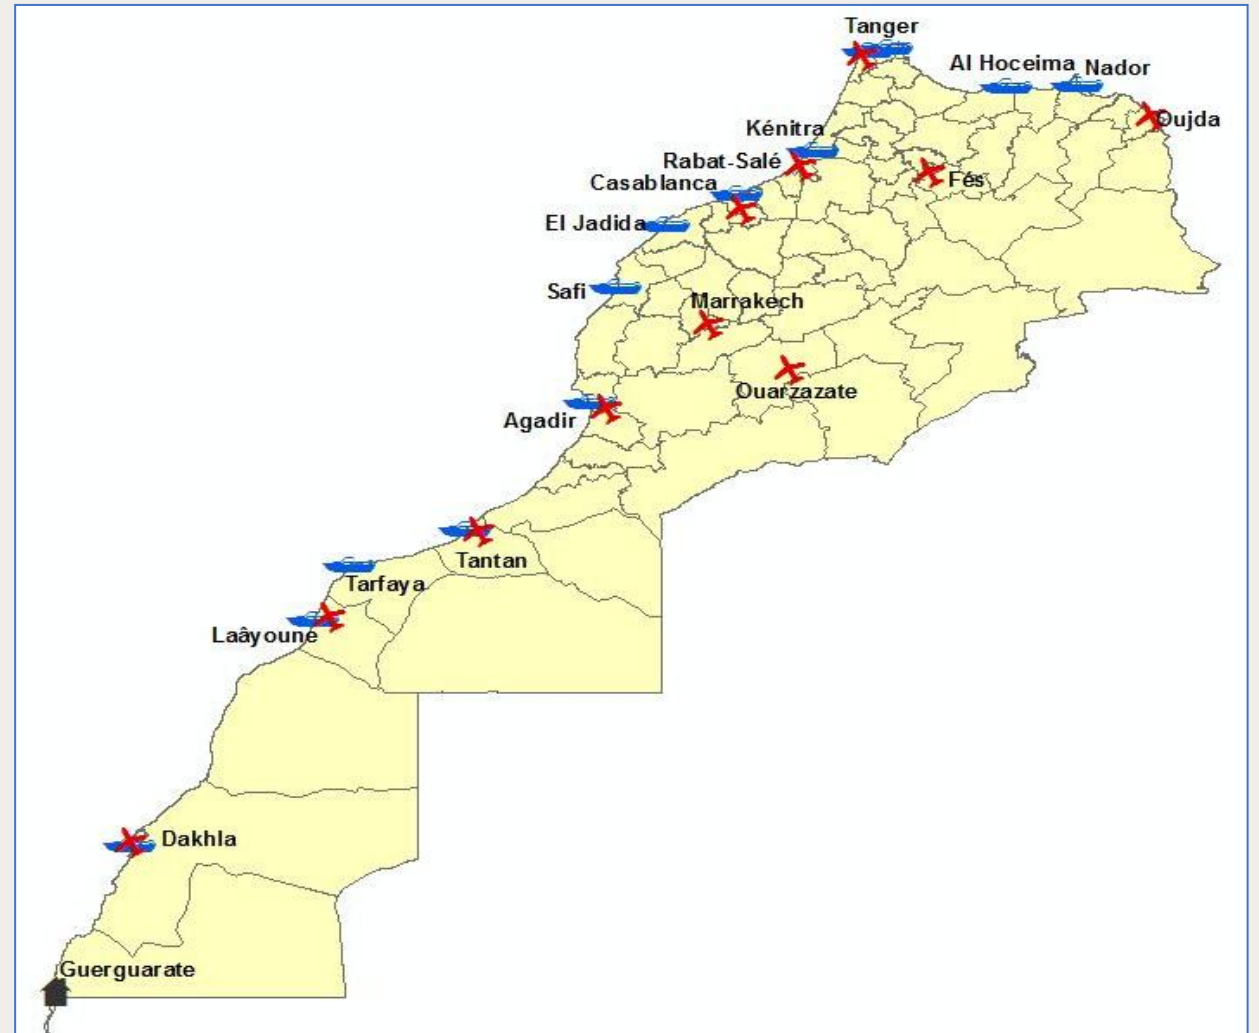 Tanger
Al Hoceima
Nador
Oujda
Kénitra
Rabat-Salé
Fés
Casablanca
El Jadida
Safi
Marrakech
Ouarzazate
Agadir
Tantan
Tarfaya
Laâyoune
Dakhla
Guerguarate